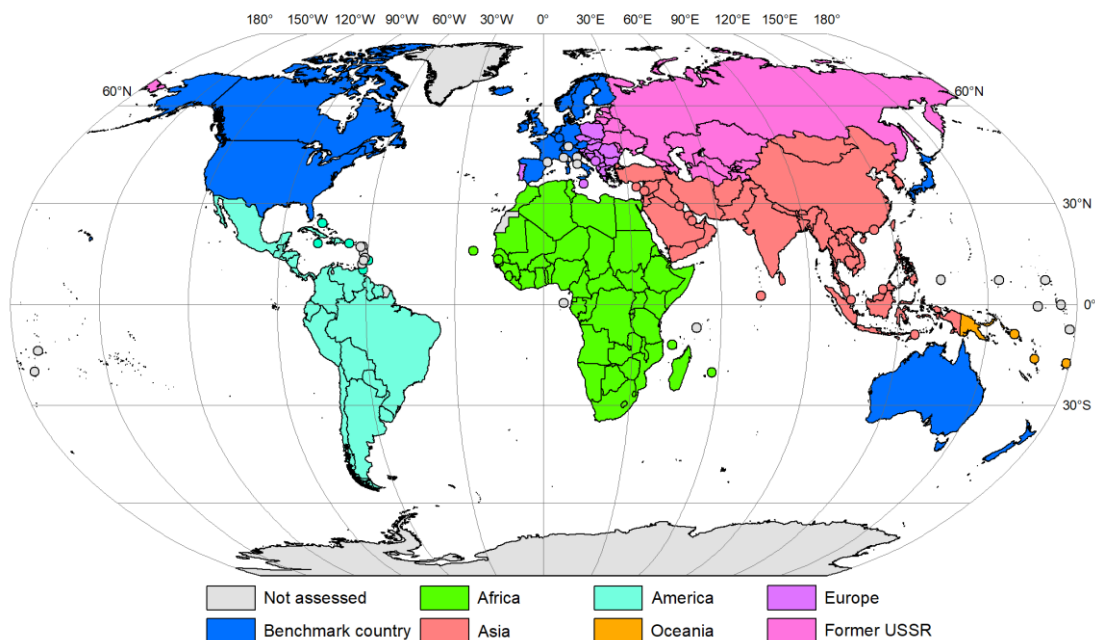 180° 150°W 120°W 90°W 60°W 30°W 0° 30°E 60°E 90°E 120°E 150°E 180°
60°N 60°N
30°N
0°
30°S
Not assessed Africa America Europe
Benchmark country Asia Oceania Former USSR